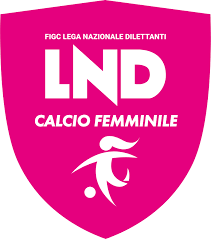 FIGC LEGA NAZIONALE DILETTANTI
LND
CALCIO FEMMINILE